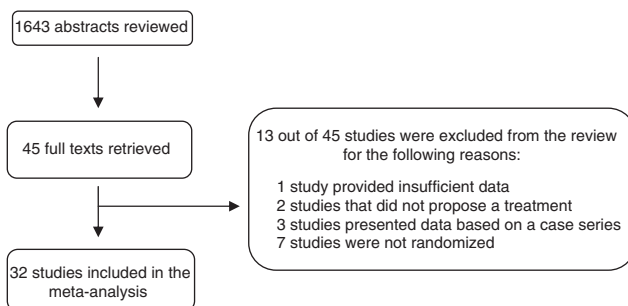 1643 abstracts reviewed
45 full texts retrieved
13 out of 45 studies were excluded from the review
for the following reasons:
1 study provided insufficient data
2 studies that did not propose a treatment
3 studies presented data based on a case series
7 studies were not randomized
32 studies included in the
meta-analysis